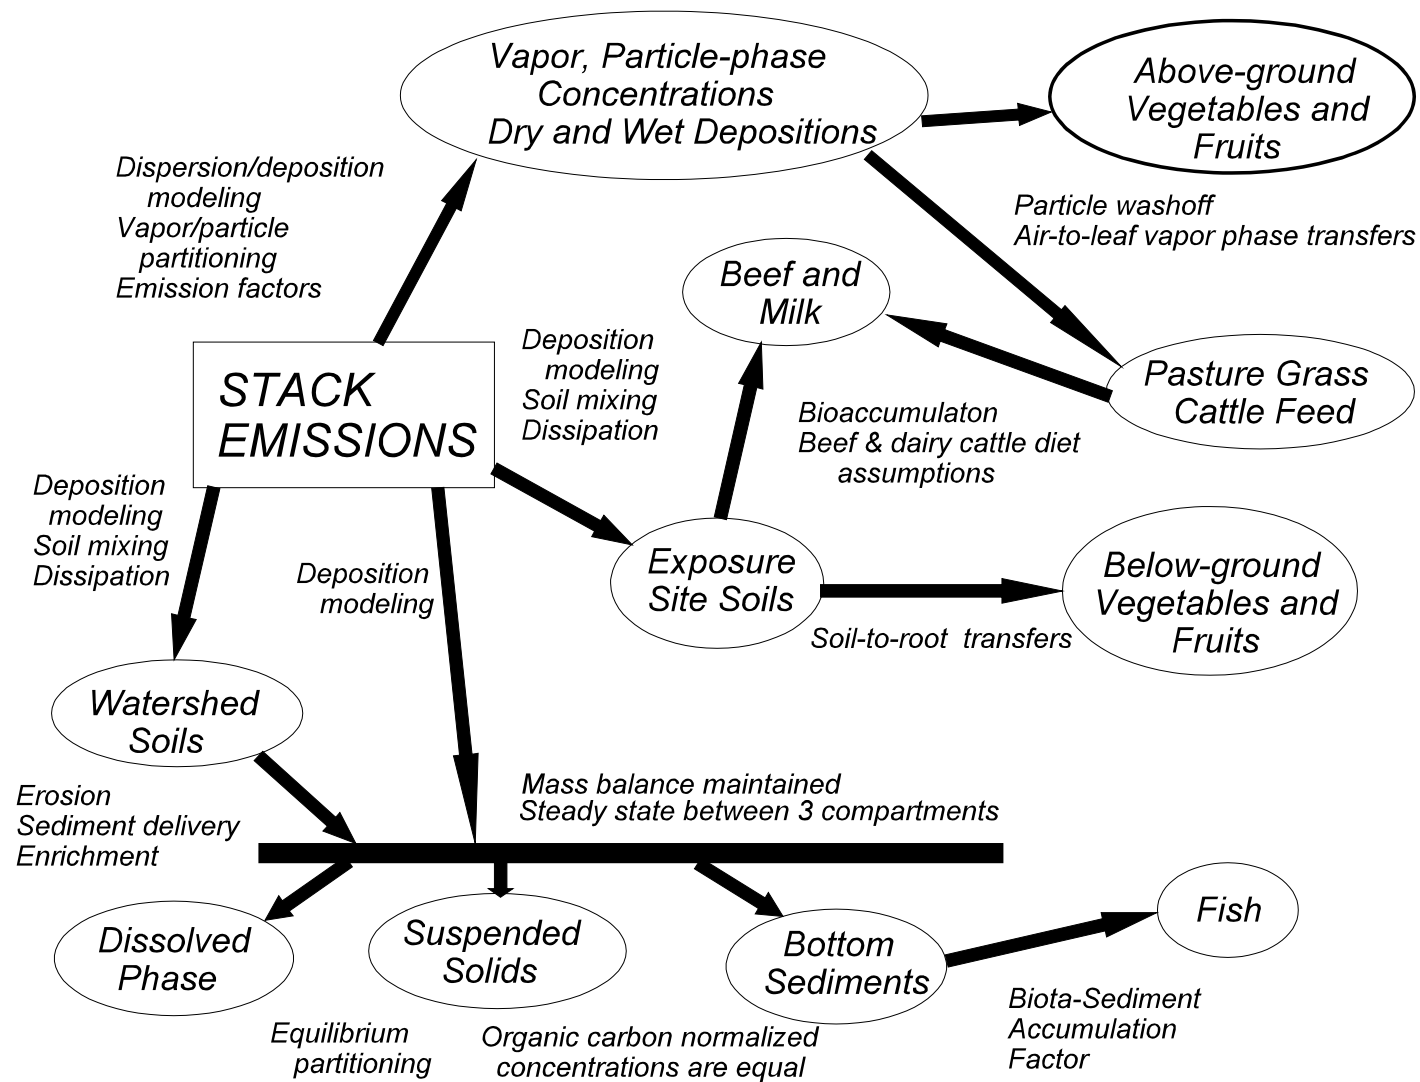 Vapor, Particle-phase
Concentrations
Dry and Wet Depositions
Above-ground
Vegetables and
Fruits
Dispersion/deposition
modeling
Vapor/particle
partitioning
Emission factors
Particle washoff
Air-to-leaf vapor phase transfers
Beef and
Milk
STACK
EMISSIONS
Deposition
modeling
Soil mixing
Dissipation
Pasture Grass
Cattle Feed
Bioaccumulaton
Beef & dairy cattle diet
assumptions
Deposition
modeling
Soil mixing
Dissipation
Deposition
modeling
Exposure
Site Soils
Below-ground
Vegetables and
Fruits
Soil-to-root transfers
Watershed
Soils
Erosion
Sediment delivery
Enrichment
Mass balance maintained
Steady state between 3 compartments
Dissolved
Phase
Suspended
Solids
Bottom
Sediments
Fish
Equilibrium
partitioning
Organic carbon normalized
concentrations are equal
Biota-Sediment
Accumulation
Factor